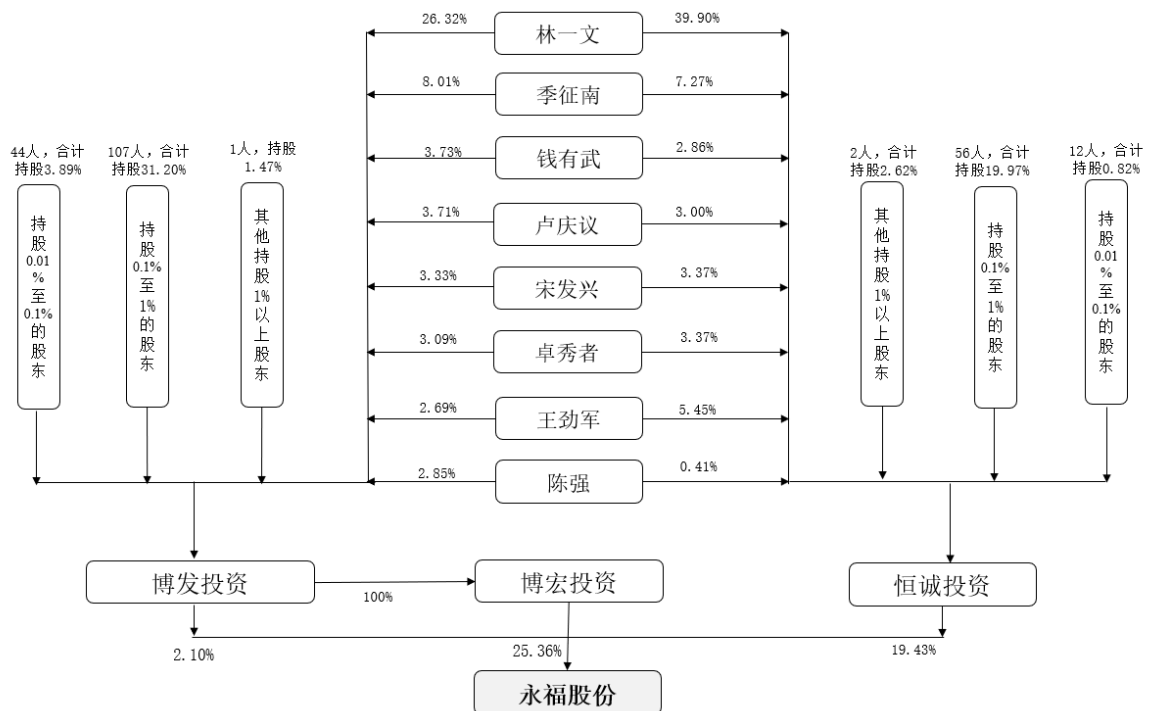 26.32%
林一文
39.90%
8.01%
季征南
7.27%
3.73%
钱有武
2.86%
3.71%
卢庆议
3.00%
3.33%
宋发兴
3.37%
3.09%
卓秀者
3.37%
2.69%
王劲军
5.45%
2.85%
陈强
0.41%
44人，合计
持股3.89%
107人，合计
持股31.20%
1人，持股
1.47%
2人，合计
持股2.62%
56人，合计
持股19.97%
12人，合计
持股0.82%
持股0.01%至0.1%的股东
持股0.1%至1%的股东
其他持股1%以上股东
其他持股1%以上股东
持股0.1%至1%的股东
持股0.01%至0.1%的股东
博发投资
100%
博宏投资
恒诚投资
2.10%
25.36%
19.43%
永福股份